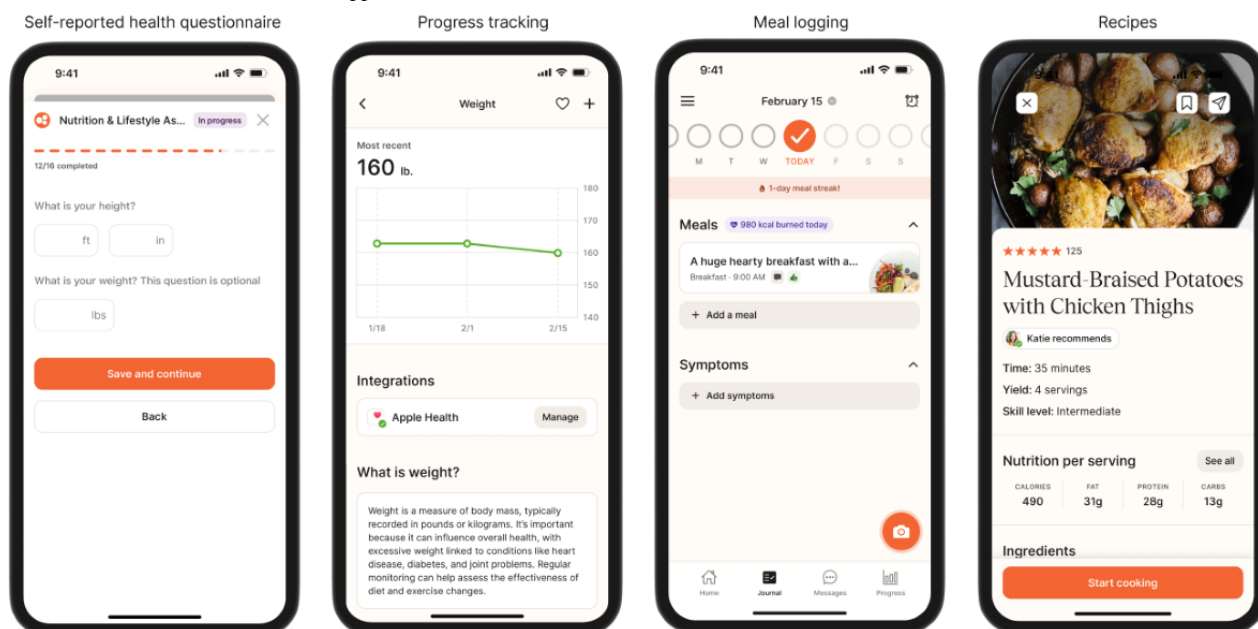 Self-reported health questionnaire
9:41
Nutrition & Lifestyle As...
In progress
12/16 completed
What is your height?
ft
in
What is your weight? This question is optional
lbs
Save and continue
Back
Progress tracking
9:41
Weight
Most recent
160 lb.
180
170
160
150
140
1/18
2/1
2/15
Integrations
Apple Health
Manage
What is weight?
Weight is a measure of body mass, typically
recorded in pounds or kilograms. It's important
because it can influence overall health, with
excessive weight linked to conditions like heart
disease, diabetes, and joint problems. Regular
monitoring can help assess the effectiveness of
diet and exercise changes.
Meal logging
9:41
February 15
M
T
W
TODAY
F
S
S
1-day meal streak!
Meals
980 kcal burned today
A huge hearty breakfast with a...
Breakfast · 9:00 AM
+ Add a meal
Symptoms
+ Add symptoms
Home
Journal
Messages
Progress
Recipes
9:41
125
Mustard-Braised Potatoes
with Chicken Thighs
Katie recommends
Time: 35 minutes
Yield: 4 servings
Skill level: Intermediate
Nutrition per serving
See all
CALORIES
490
FAT
31g
PROTEIN
28g
CARBS
13g
Ingredients
Start cooking